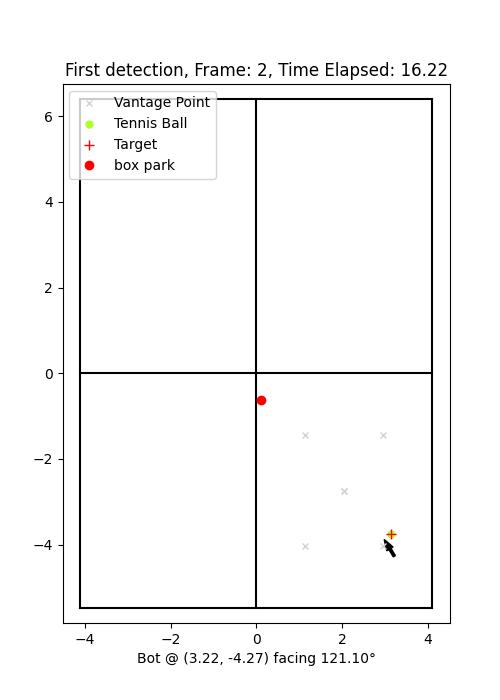 First detection, Frame: 2, Time Elapsed: 16.22
Vantage Point
Tennis Ball
Target
box park
6
4
2
0
−2
−4
−4
−2
0
2
4
Bot @ (3.22, -4.27) facing 121.10°